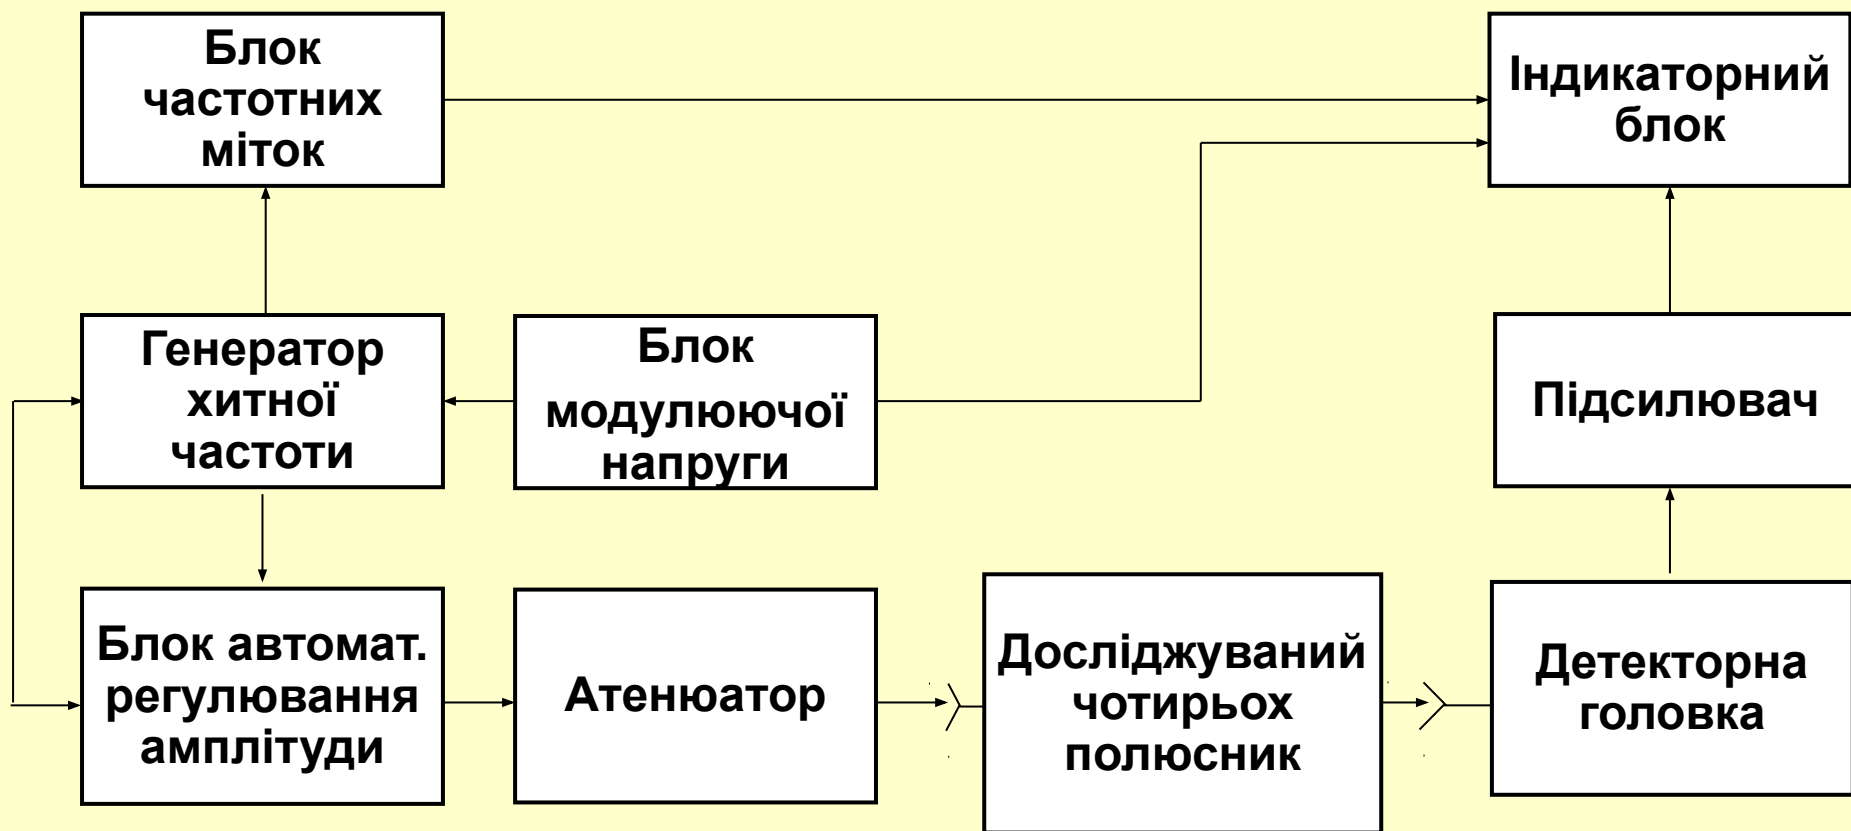 Блок
частотних
міток
Індикаторний
блок
Генератор
хитної
частоти
Блок
модулюючої
напруги
Підсилювач
Блок автомат.
регулювання
амплітуди
Атенюатор
Досліджуваний
чотирьох
полюсник
Детекторна
головка